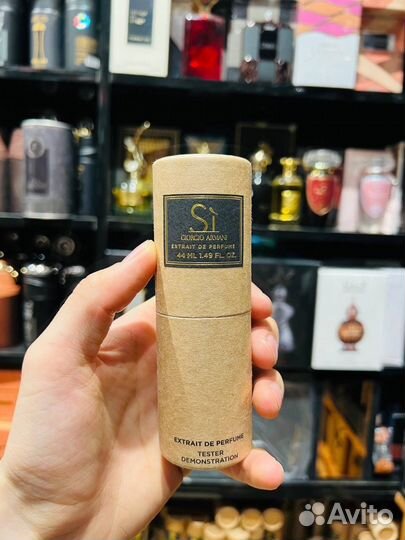 Sì
GIORGIO ARMANI
EXTRAIT DE PERFUME
44 ML 1.49 FL. OZ.
EXTRAIT DE PERFUME
TESTER
DEMONSTRATION
Avito